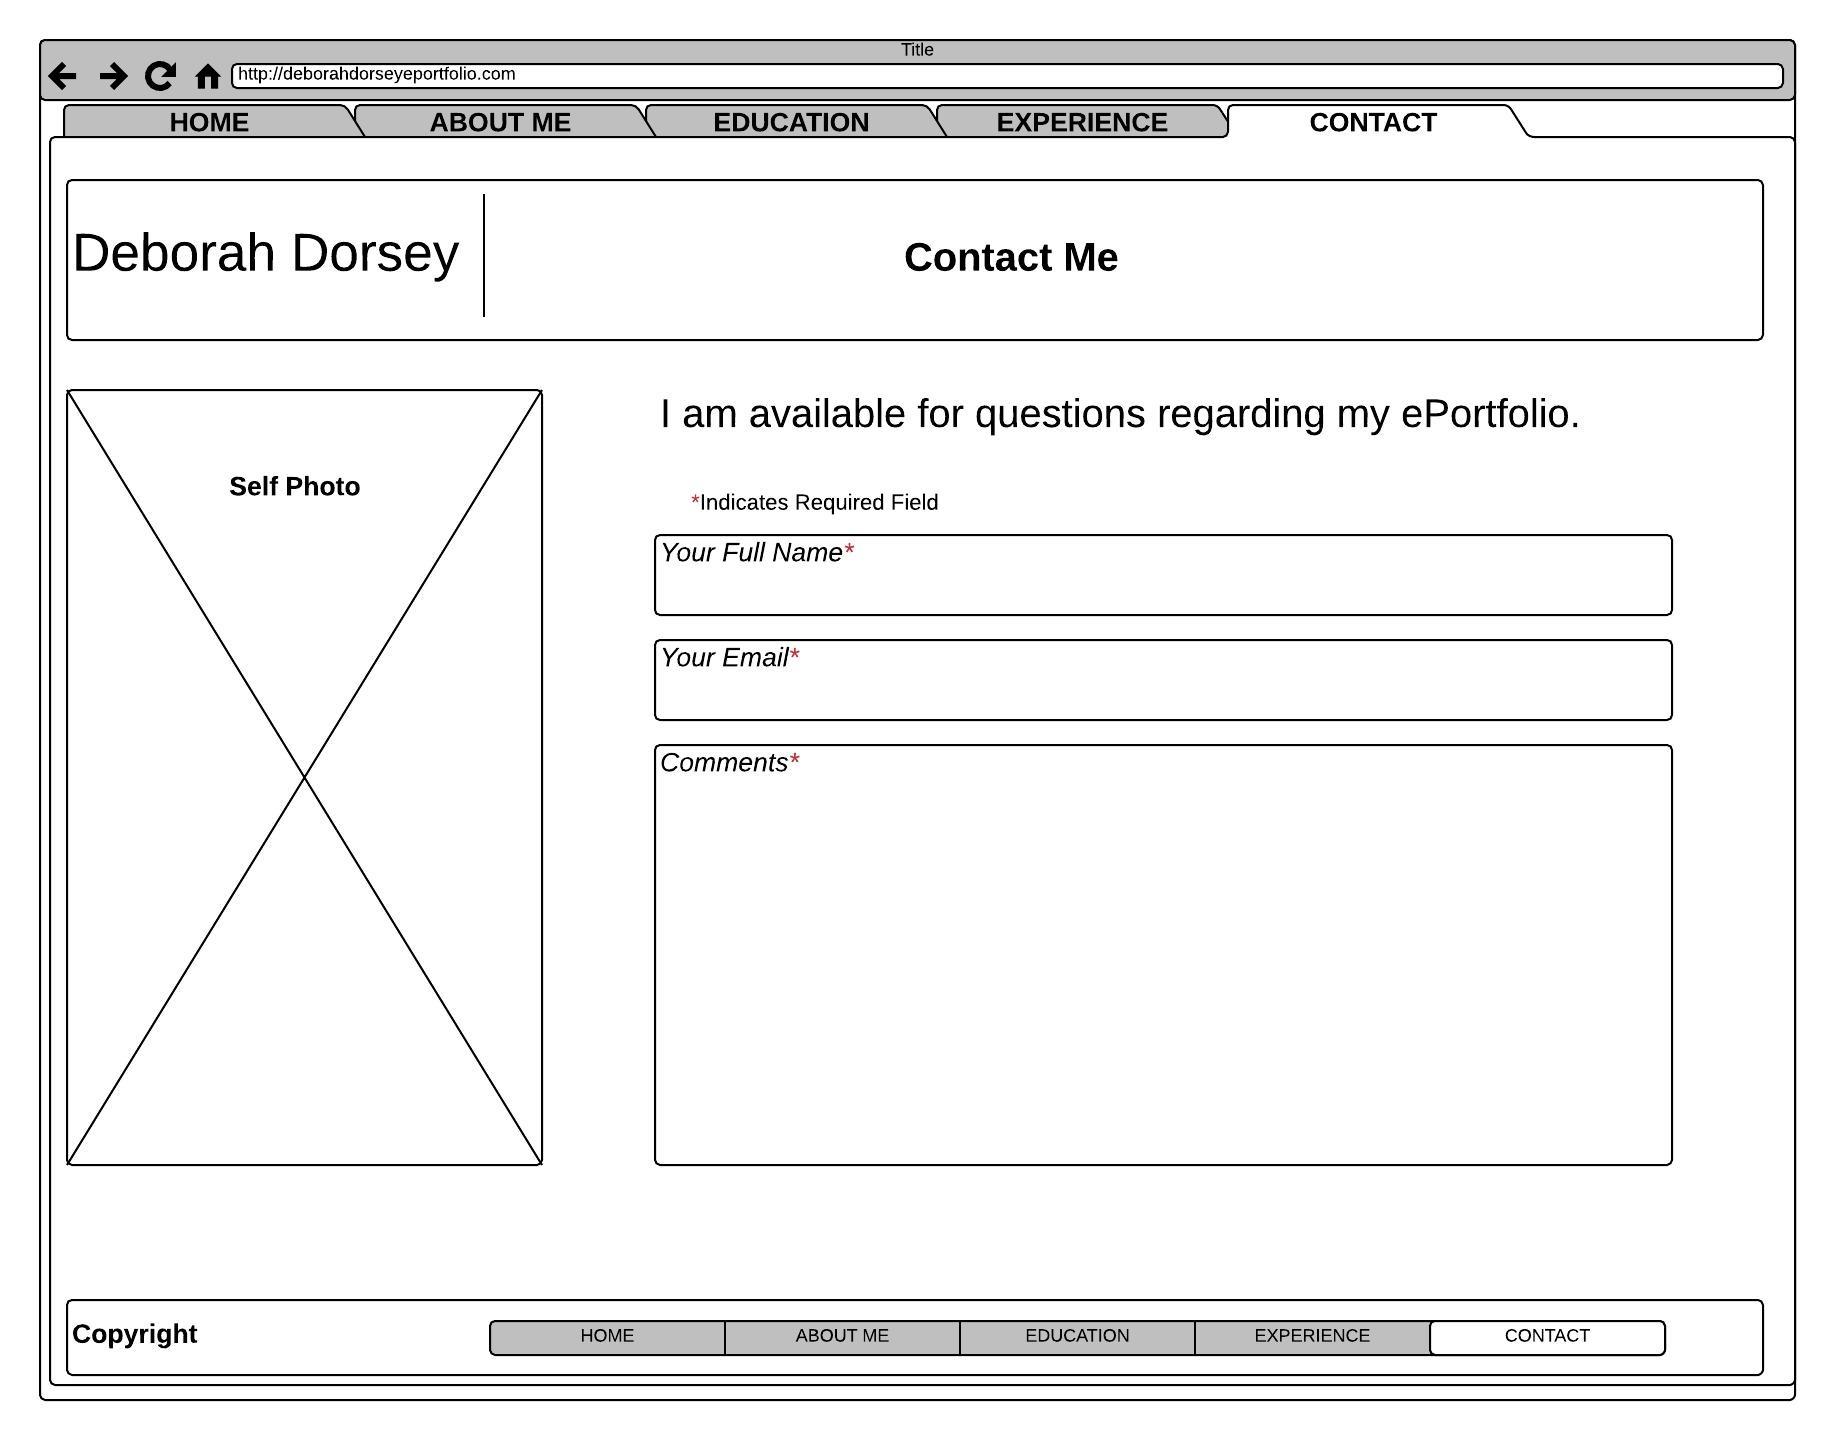 Title
http://deborahdorseyeportfolio.com
HOME ABOUT ME EDUCATION EXPERIENCE CONTACT
Deborah Dorsey
Contact Me
I am available for questions regarding my ePortfolio.
Self Photo
*Indicates Required Field
Your Full Name*
Your Email*
Comments*
Copyright
HOME ABOUT ME EDUCATION EXPERIENCE CONTACT